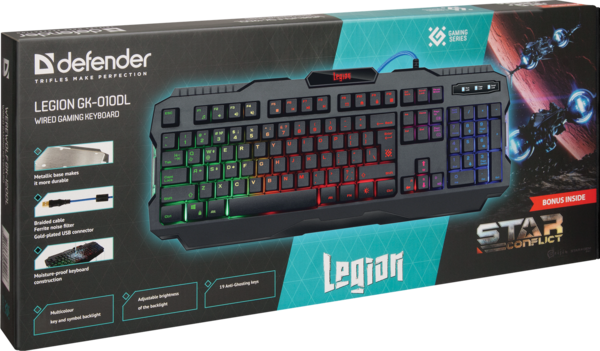 defender
TRIFLES MAKE PERFECTION
GAMING
SERIES
LEGION GK-010DL
WIRED GAMING KEYBOARD
Legion
Metallic base makes
it more durable
Braided cable
Ferrite noise filter
Gold-plated USB connector
Moisture-proof keyboard
construction
BONUS INSIDE
STAR
CONFLICT
Legion
Multicolour
key and symbol backlight
Adjustable brightness
of the backlight
19 Anti-Ghosting keys